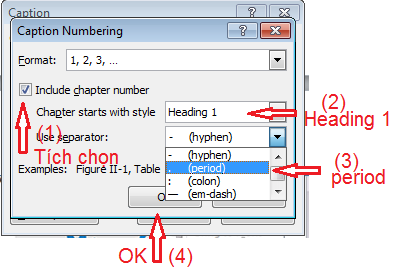 Caption
Caption Numbering
Format: 1, 2, 3, ...
Include chapter number
Chapter starts with style Heading 1
(2)
Heading 1
(1)
Tích chọn
Use separator: - (hyphen)
- (hyphen)
. (period)
: (colon)
— (em-dash)
(3)
period
Examples: Figure II-1, Table
O
OK (4)